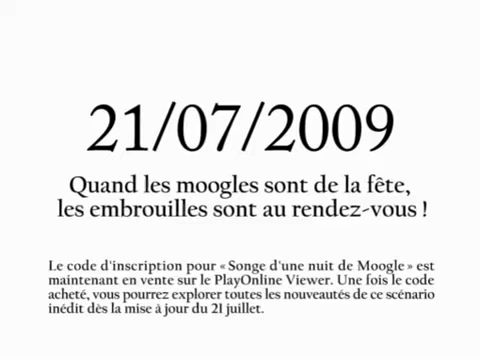 21/07/2009
Quand les moogles sont de la fête,
les embrouilles sont au rendez-vous !
Le code d'inscription pour « Songe d'une nuit de Moogle » est
maintenant en vente sur le PlayOnline Viewer. Une fois le code
acheté, vous pourrez explorer toutes les nouveautés de ce scénario
inédit dès la mise à jour du 21 juillet.